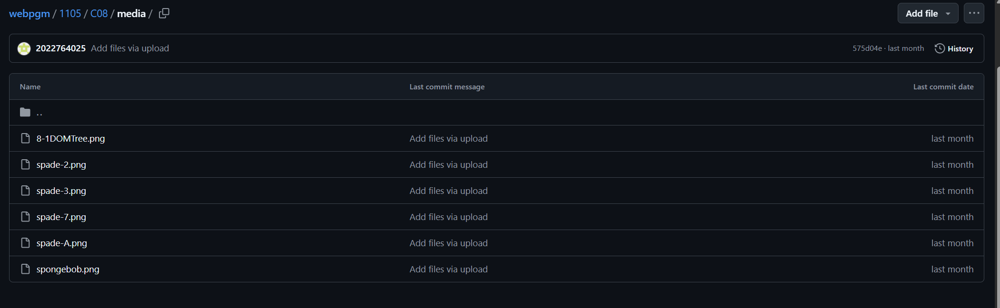 webpgm / 1105 / C08 / media /
Add file
2022764025 Add files via upload
575d04e · last month
History
Name Last commit message Last commit date
..
8-1DOMTree.png Add files via upload last month
spade-2.png Add files via upload last month
spade-3.png Add files via upload last month
spade-7.png Add files via upload last month
spade-A.png Add files via upload last month
spongebob.png Add files via upload last month